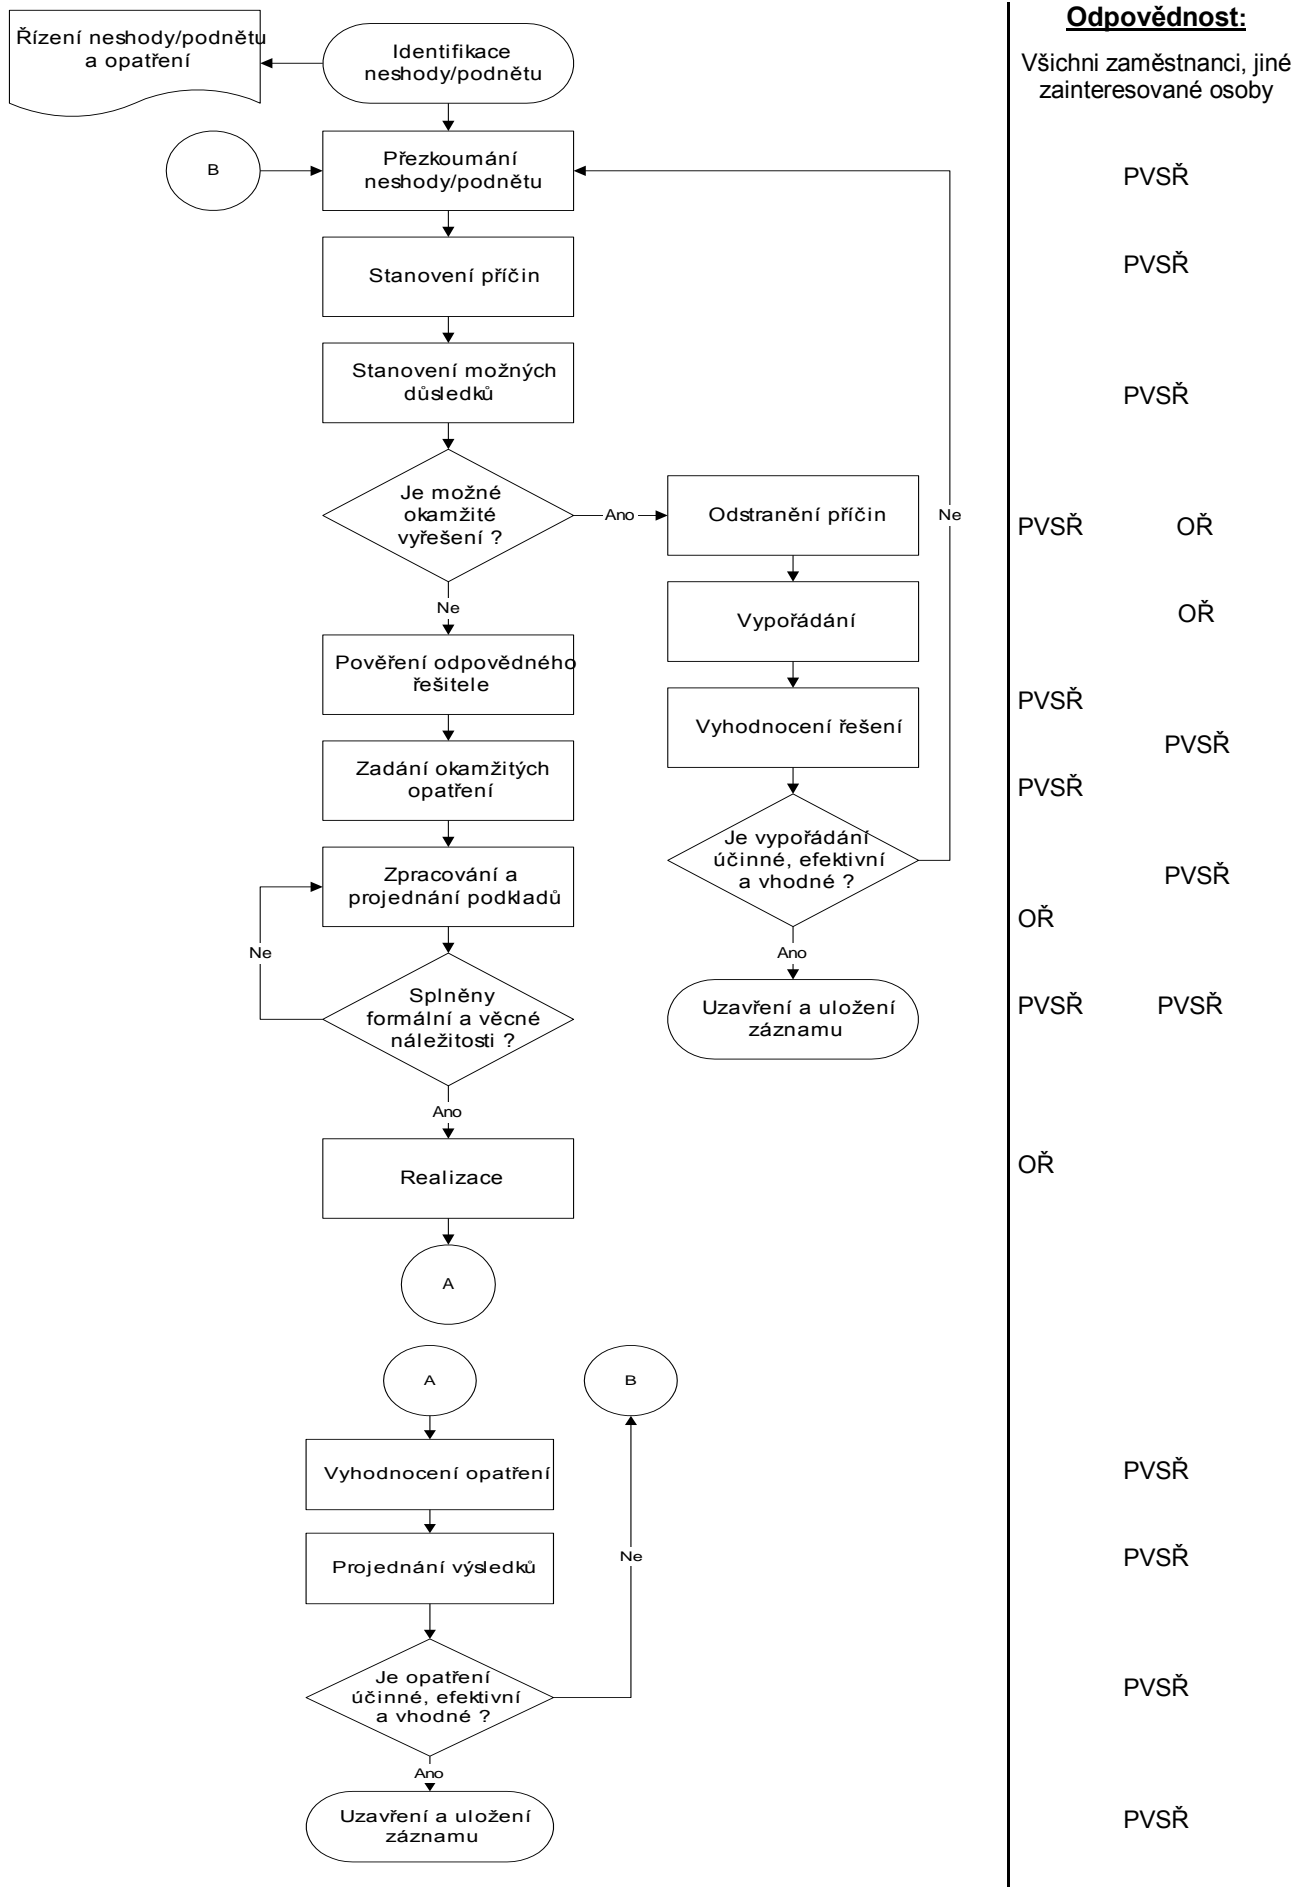 Řízení neshody/podnětu
a opatření
Identifikace
neshody/podnětu
Odpovědnost:
Všichni zaměstnanci, jiné
zainteresované osoby
B
Přezkoumání
neshody/podnětu
PVSŘ
Stanovení příčin
PVSŘ
Stanovení možných
důsledků
PVSŘ
Je možné
okamžité
vyřešení ?
Ano
Odstranění příčin
Ne
PVSŘ OŘ
Ne
Vypořádání
OŘ
Pověření odpovědného
řešitele
Vyhodnocení řešení
PVSŘ
PVSŘ
Zadání okamžitých
opatření
PVSŘ
Je vypořádání
účinné, efektivní
a vhodné ?
Zpracování a
projednání podkladů
PVSŘ
OŘ
Ne
Ano
Splněny
formální a věcné
náležitosti ?
Uzavření a uložení
záznamu
PVSŘ PVSŘ
Ano
Realizace
OŘ
A
A
B
Vyhodnocení opatření
PVSŘ
Projednání výsledků
Ne
PVSŘ
Je opatření
účinné, efektivní
a vhodné ?
PVSŘ
Ano
Uzavření a uložení
záznamu
PVSŘ